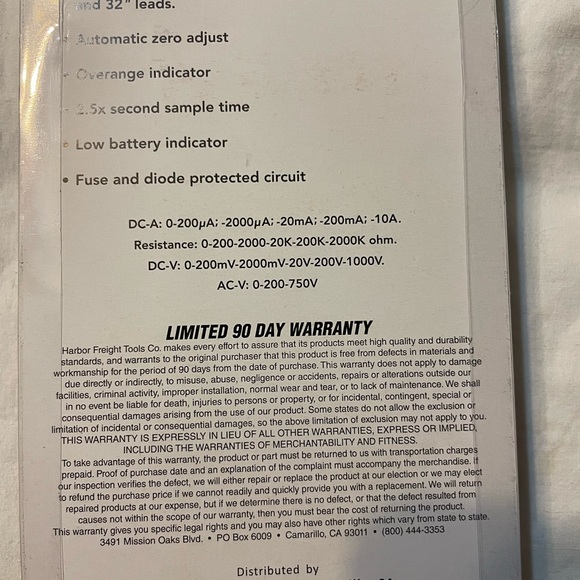 and 32" leads.
• Automatic zero adjust
• Overange indicator
- 2.5x second sample time
• Low battery indicator
• Fuse and diode protected circuit
DC-A: 0-200µA; -2000µA; -20mA; -200mA; -10A.
Resistance: 0-200-2000-20K-200K-2000K ohm.
DC-V: 0-200mV-2000mV-20V-200V-1000V.
AC-V: 0-200-750V
LIMITED 90 DAY WARRANTY
Harbor Freight Tools Co. makes every effort to assure that its products meet high quality and durability
standards, and warrants to the original purchaser that this product is free from defects in materials and
workmanship for the period of 90 days from the date of purchase. This warranty does not apply to damage
due directly or indirectly, to misuse, abuse, negligence or accidents, repairs or alterations outside our
facilities, criminal activity, improper installation, normal wear and tear, or to lack of maintenance. We shall
in no event be liable for death, injuries to persons or property, or for incidental, contingent, special or
consequential damages arising from the use of our product. Some states do not allow the exclusion or
limitation of incidental or consequential damages, so the above limitation of exclusion may not apply to you.
THIS WARRANTY IS EXPRESSLY IN LIEU OF ALL OTHER WARRANTIES, EXPRESS OR IMPLIED,
INCLUDING THE WARRANTIES OF MERCHANTABILITY AND FITNESS.
To take advantage of this warranty, the product or part must be returned to us with transportation charges
prepaid. Proof of purchase date and an explanation of the complaint must accompany the merchandise. If
our inspection verifies the defect, we will either repair or replace the product at our election or we may elect
to refund the purchase price if we cannot readily and quickly provide you with a replacement. We will return
repaired products at our expense, but if we determine there is no defect, or that the defect resulted from
causes not within the scope of our warranty, then you must bear the cost of returning the product.
This warranty gives you specific legal rights and you may also have other rights which vary from state to state.
3491 Mission Oaks Blvd. • PO Box 6009 • Camarillo, CA 93011 • (800) 444-3353
Distributed by